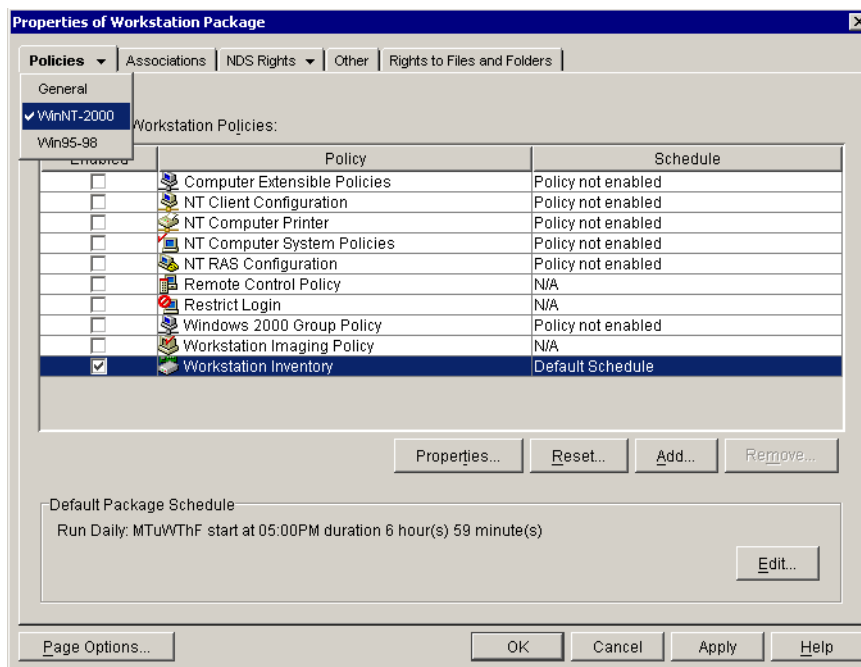 Properties of Workstation Package
Policies Associations NDS Rights Other Rights to Files and Folders
General
WinNT-2000
Win95-98
Workstation Policies:
Enabled Policy Schedule
Computer Extensible Policies Policy not enabled
NT Client Configuration Policy not enabled
NT Computer Printer Policy not enabled
NT Computer System Policies Policy not enabled
NT RAS Configuration Policy not enabled
Remote Control Policy N/A
Restrict Login N/A
Windows 2000 Group Policy Policy not enabled
Workstation Imaging Policy N/A
Workstation Inventory Default Schedule
Properties... Reset... Add... Remove...
Default Package Schedule
Run Daily: MTuWThF start at 05:00PM duration 6 hour(s) 59 minute(s)
Edit...
Page Options... OK Cancel Apply Help